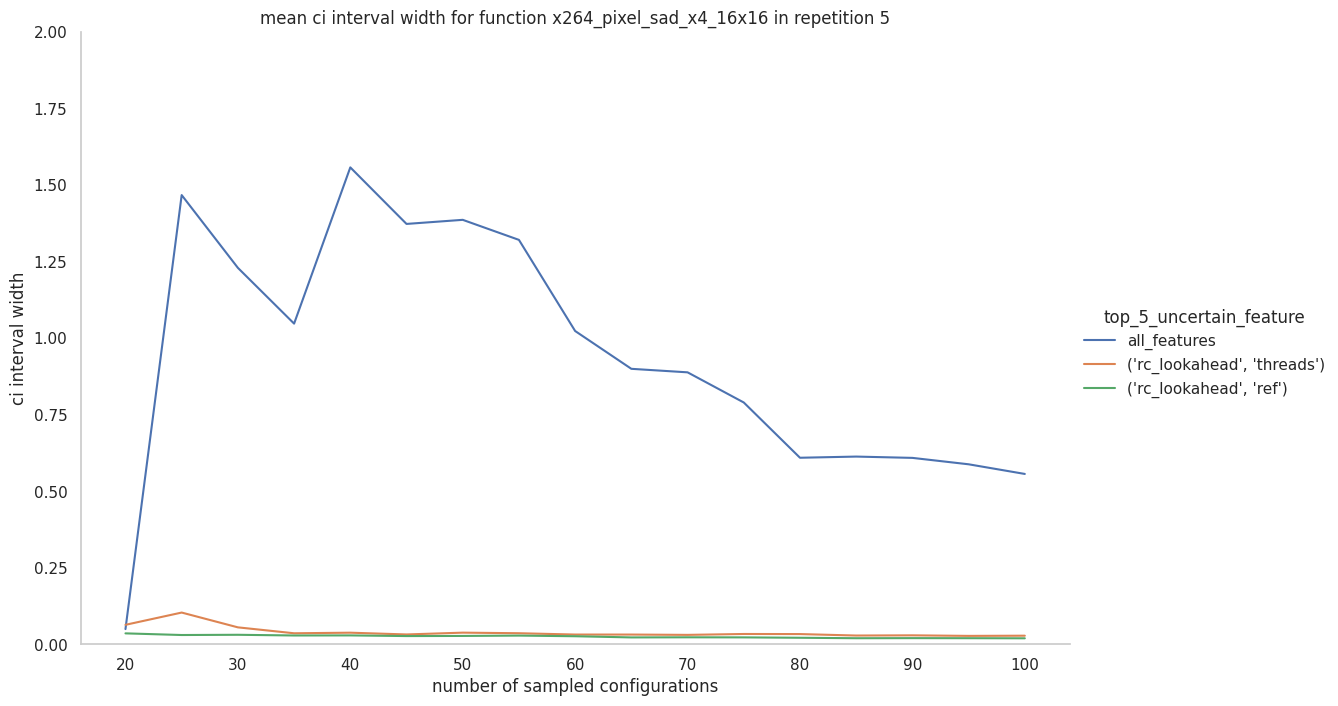 mean ci interval width for function x264_pixel_sad_x4_16x16 in repetition 5
2.00
1.75
1.50
1.25
1.00
0.75
0.50
0.25
0.00
ci interval width
20 30 40 50 60 70 80 90 100
number of sampled configurations
top_5_uncertain_feature
all_features
('rc_lookahead', 'threads')
('rc_lookahead', 'ref')